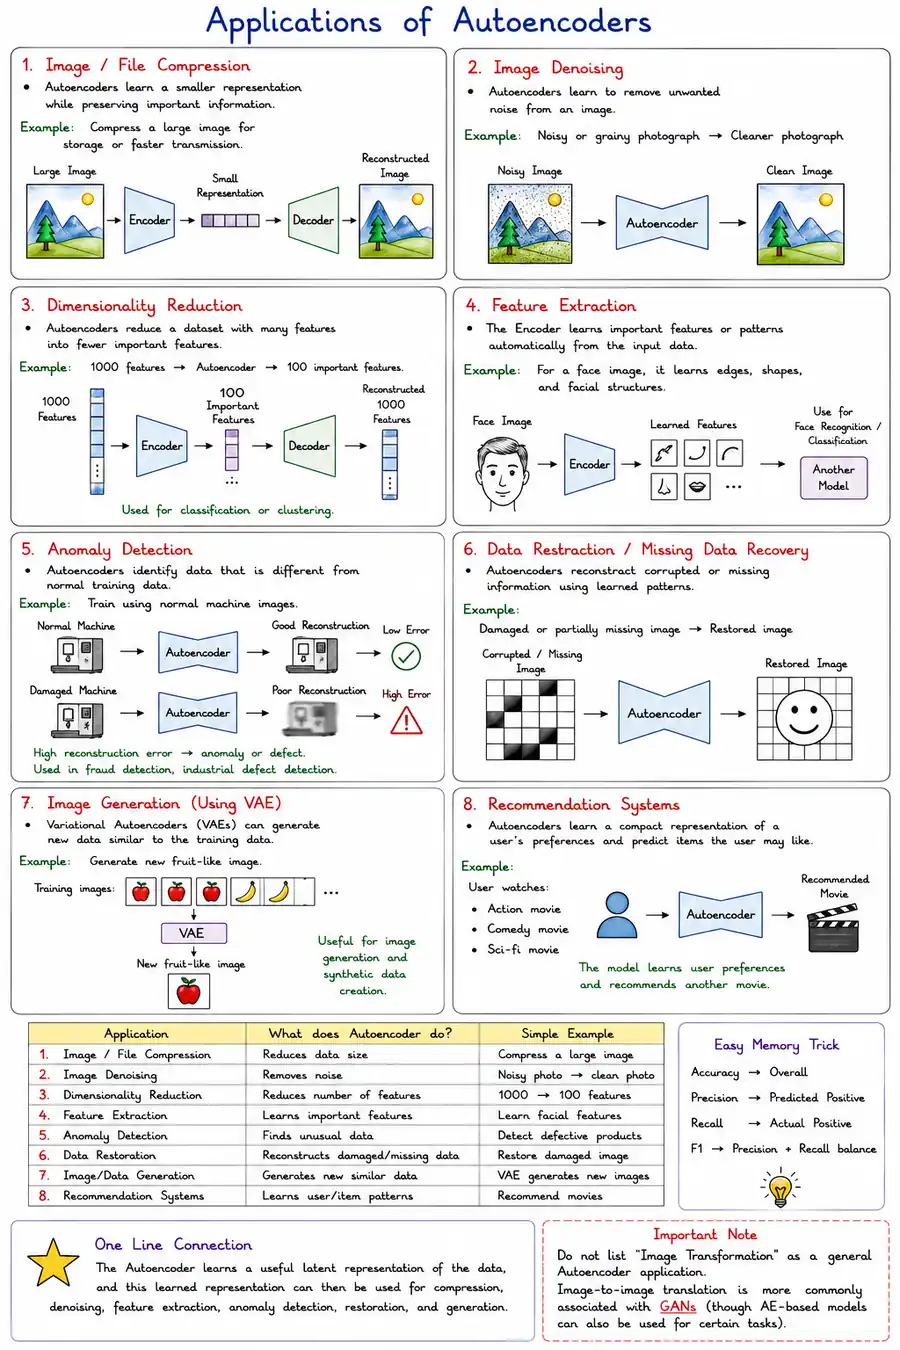 Applications of Autoencoders
1. Image / File Compression
• Autoencoders learn a smaller representation
while preserving important information.
Example: Compress a large image for
storage or faster transmission.
Large Image
Small
Representation
Reconstructed
Image
Encoder
Decoder
2. Image Denoising
• Autoencoders learn to remove unwanted
noise from an image.
Example: Noisy or grainy photograph → Cleaner photograph
Noisy Image
Clean Image
Autoencoder
3. Dimensionality Reduction
• Autoencoders reduce a dataset with many features
into fewer important features.
Example: 1000 features → Autoencoder → 100 important features.
1000
Features
Encoder
100
Important
Features
Decoder
Reconstructed
1000
Features
Used for classification or clustering.
4. Feature Extraction
• The Encoder learns important features or patterns
automatically from the input data.
Example: For a face image, it learns edges, shapes,
and facial structures.
Face Image
Encoder
Learned Features
...
Use for
Face Recognition /
Classification
Another
Model
5. Anomaly Detection
• Autoencoders identify data that is different from
normal training data.
Example: Train using normal machine images.
Normal Machine
Autoencoder
Good Reconstruction
Low Error
Damaged Machine
Autoencoder
Poor Reconstruction
High Error
High reconstruction error → anomaly or defect.
Used in fraud detection, industrial defect detection.
6. Data Restraction / Missing Data Recovery
• Autoencoders reconstruct corrupted or missing
information using learned patterns.
Example:
Damaged or partially missing image → Restored image
Corrupted / Missing
Image
Autoencoder
Restored Image
7. Image Generation (Using VAE)
• Variational Autoencoders (VAEs) can generate
new data similar to the training data.
Example: Generate new fruit-like image.
Training images:
...
VAE
New fruit-like image
Useful for image
generation and
synthetic data
creation.
8. Recommendation Systems
• Autoencoders learn a compact representation of a
user's preferences and predict items the user may like.
Example:
User watches:
• Action movie
• Comedy movie
• Sci-fi movie
Autoencoder
Recommended
Movie
The model learns user preferences
and recommends another movie.
Application What does Autoencoder do? Simple Example
1. Image / File Compression Reduces data size Compress a large image
2. Image Denoising Removes noise Noisy photo → clean photo
3. Dimensionality Reduction Reduces number of features 1000 → 100 features
4. Feature Extraction Learns important features Learn facial features
5. Anomaly Detection Finds unusual data Detect defective products
6. Data Restoration Reconstructs damaged/missing data Restore damaged image
7. Image/Data Generation Generates new similar data VAE generates new images
8. Recommendation Systems Learns user/item patterns Recommend movies
Easy Memory Trick
Accuracy → Overall
Precision → Predicted Positive
Recall → Actual Positive
F1 → Precision + Recall balance
One Line Connection
The Autoencoder learns a useful latent representation of the data,
and this learned representation can then be used for compression,
denoising, feature extraction, anomaly detection, restoration, and generation.
Important Note
Do not list "Image Transformation" as a general
Autoencoder application.
Image-to-image translation is more commonly
associated with GANs (though AE-based models
can also be used for certain tasks).